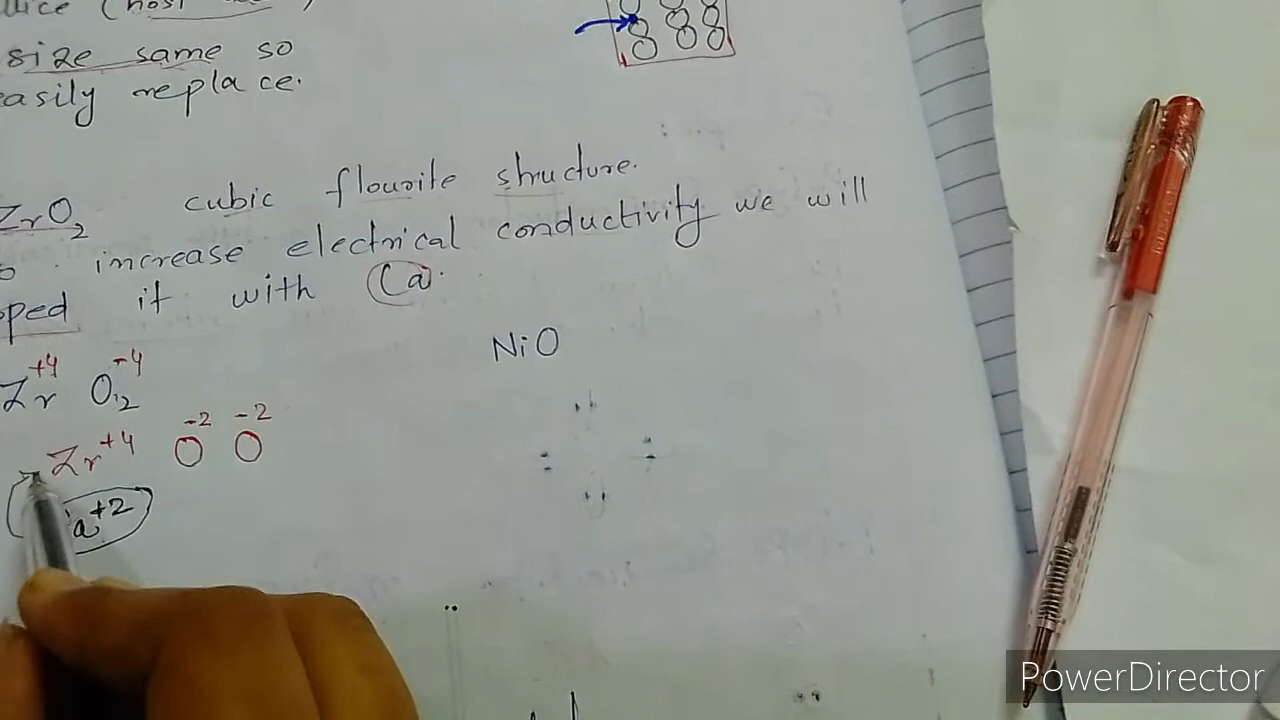 size same so
easily replace.
ZrO2 cubic flourite structure.
increase electrical conductivity we will
oped it with Ca.
NiO
Zr+4 O2-4
Zr+4 O-2 O-2
a+2
PowerDirector